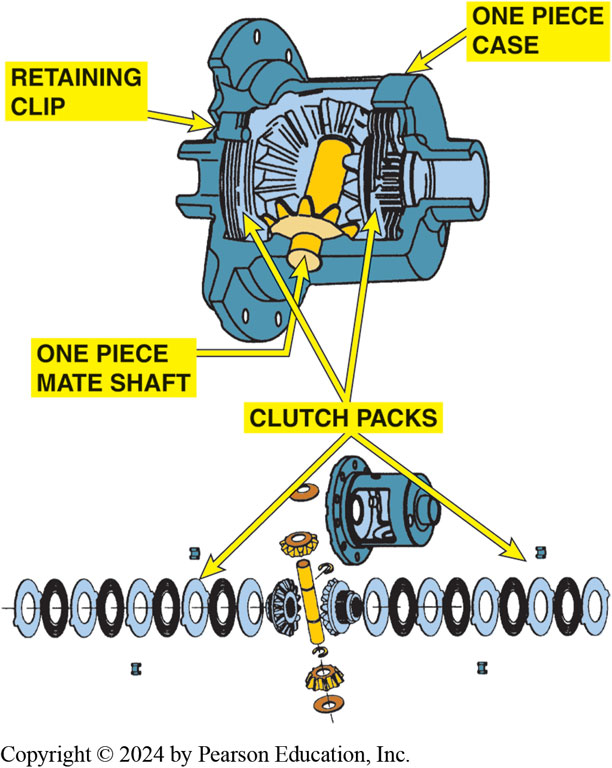 ONE PIECE
CASE
RETAINING
CLIP
ONE PIECE
MATE SHAFT
CLUTCH PACKS
Copyright © 2024 by Pearson Education, Inc.